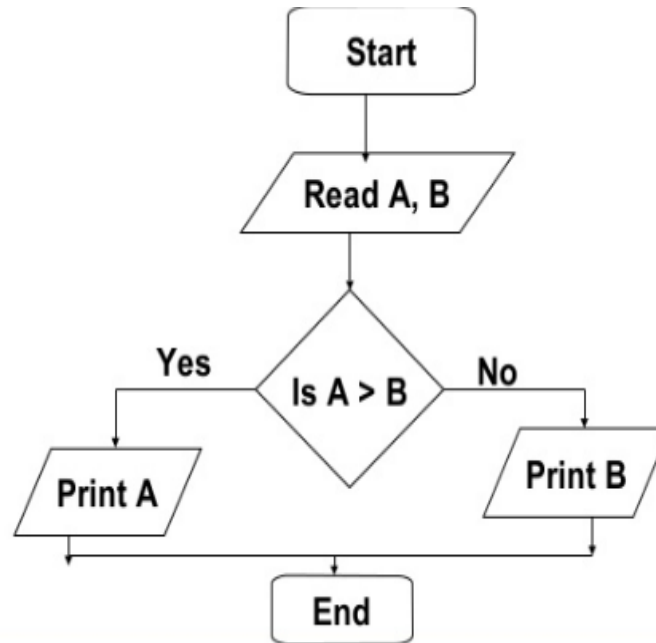 Start
Read A, B
Yes
Is A > B
No
Print A
Print B
End